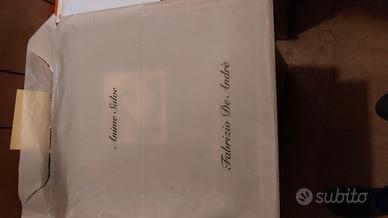 Anime Salve
Fabrizio De André
subito